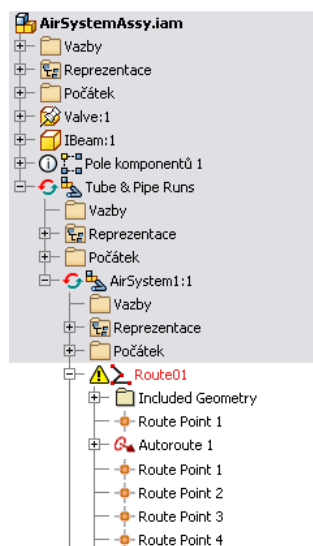 AirSystemAssy.iam
Vazby
Reprezentace
Počátek
Valve:1
IBeam:1
Pole komponentů 1
Tube & Pipe Runs
Vazby
Reprezentace
Počátek
AirSystem1:1
Vazby
Reprezentace
Počátek
Route01
Included Geometry
Route Point 1
Autoroute 1
Route Point 1
Route Point 2
Route Point 3
Route Point 4